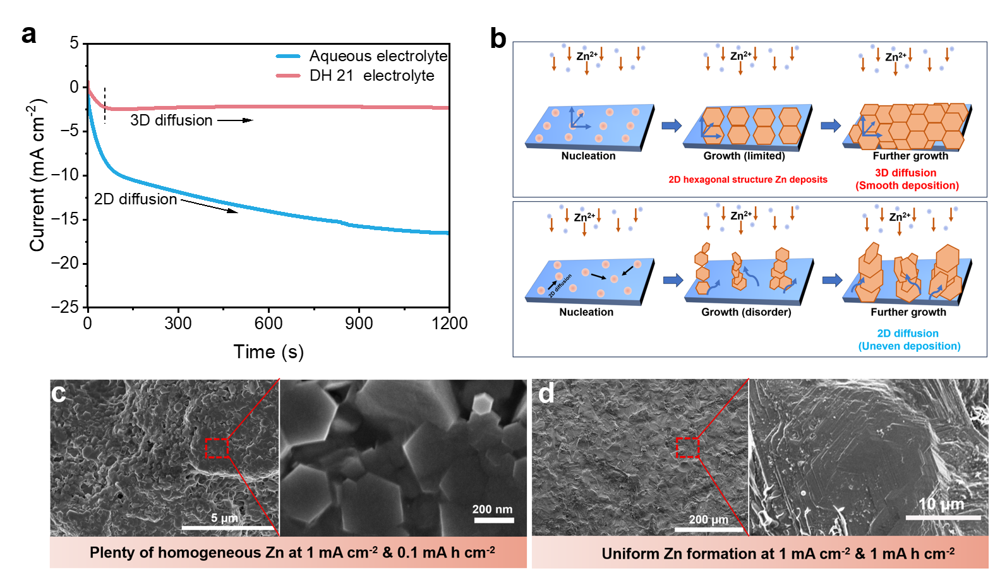 a
5
0
−5
−10
−15
−20
−25
Current (mA cm-2)
Aqueous electrolyte
DH 21 electrolyte
3D diffusion
2D diffusion
0
300
600
900
1200
Time (s)
b
Zn2+
Zn2+
Zn2+
Nucleation
Growth (limited)
Further growth
2D hexagonal structure Zn deposits
3D diffusion
(Smooth deposition)
Zn2+
Zn2+
Zn2+
2D diffusion
Nucleation
Growth (disorder)
Further growth
2D diffusion
(Uneven deposition)
c
5 μm
200 nm
Plenty of homogeneous Zn at 1 mA cm-2 & 0.1 mA h cm-2
d
200 μm
10 μm
Uniform Zn formation at 1 mA cm-2 & 1 mA h cm-2